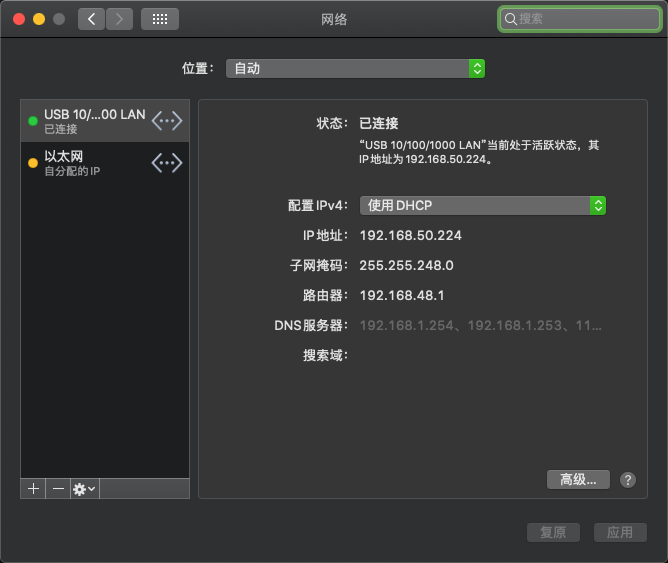 网络
搜索
位置： 自动
USB 10/...00 LAN
已连接
以太网
自分配的 IP
状态： 已连接
“USB 10/100/1000 LAN”当前处于活跃状态，其
IP 地址为 192.168.50.224。
配置 IPv4： 使用 DHCP
IP 地址： 192.168.50.224
子网掩码： 255.255.248.0
路由器： 192.168.48.1
DNS 服务器： 192.168.1.254、192.168.1.253、11...
搜索域：
高级...
?
复原
应用